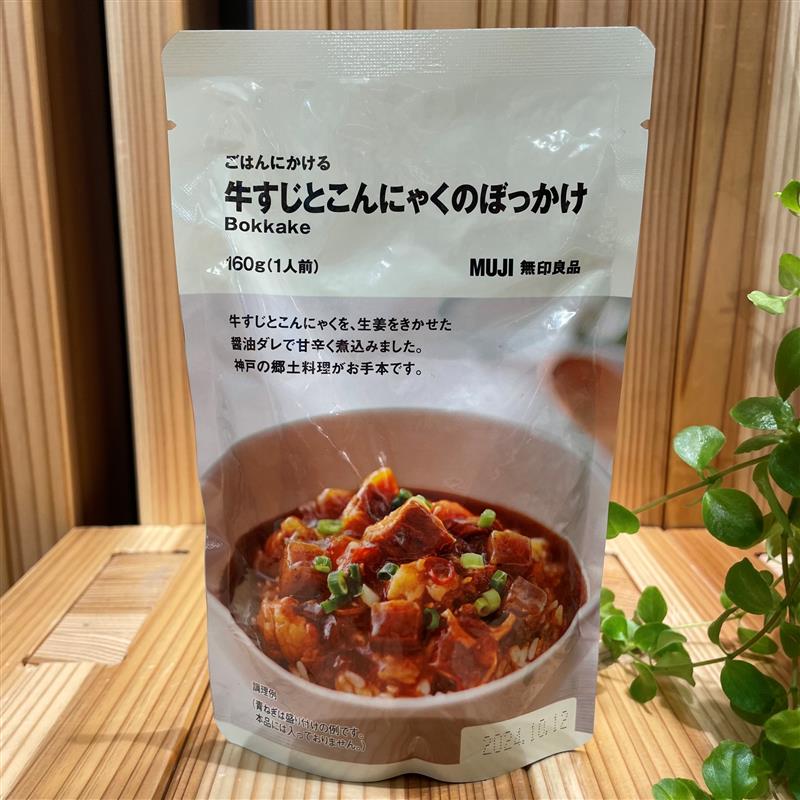 ごはんにかける
牛すじとこんにゃくのぼっかけ
Bokkake
160g(1人前)
MUJI 無印良品
牛すじとこんにゃくを、生姜をきかせた
醤油ダレで甘辛く煮込みました。
神戸の郷土料理がお手本です。
調理例
(青ねぎは盛り付けの例です。
本品には入っておりません。)
2024.10.12